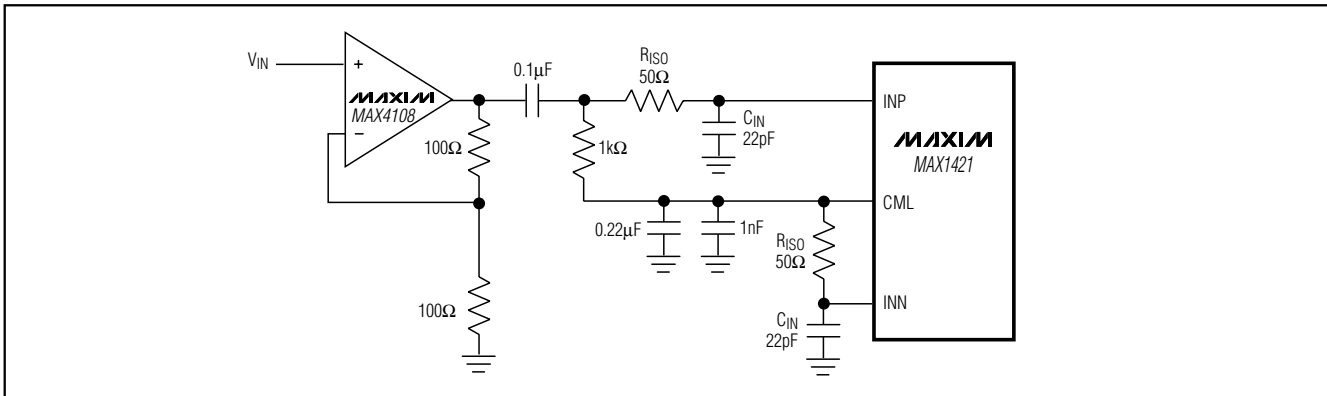 V_IN
+
MAXIM
MAX4108
−
0.1µF
R_ISO
50Ω
100Ω
1kΩ
C_IN
22pF
INP
MAXIM
MAX1421
CML
0.22µF
1nF
R_ISO
50Ω
100Ω
INN
C_IN
22pF